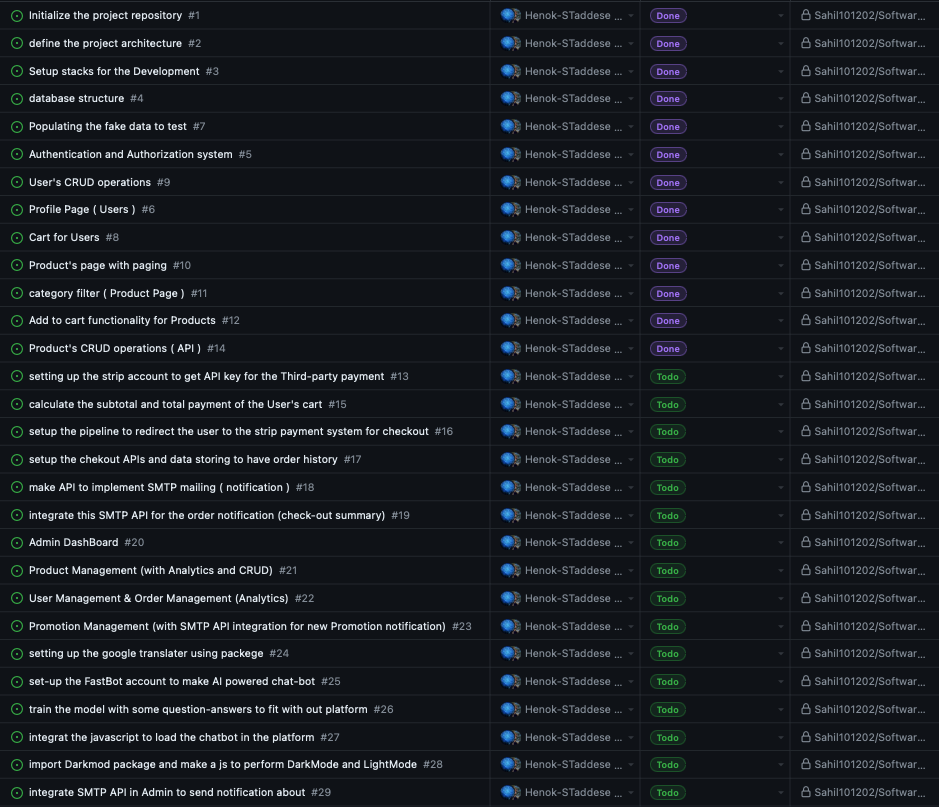 Initialize the project repository #1 Henok-STaddese ... Done Sahil101202/Softwar...
define the project architecture #2 Henok-STaddese ... Done Sahil101202/Softwar...
Setup stacks for the Development #3 Henok-STaddese ... Done Sahil101202/Softwar...
database structure #4 Henok-STaddese ... Done Sahil101202/Softwar...
Populating the fake data to test #7 Henok-STaddese ... Done Sahil101202/Softwar...
Authentication and Authorization system #5 Henok-STaddese ... Done Sahil101202/Softwar...
User's CRUD operations #9 Henok-STaddese ... Done Sahil101202/Softwar...
Profile Page ( Users ) #6 Henok-STaddese ... Done Sahil101202/Softwar...
Cart for Users #8 Henok-STaddese ... Done Sahil101202/Softwar...
Product's page with paging #10 Henok-STaddese ... Done Sahil101202/Softwar...
category filter ( Product Page ) #11 Henok-STaddese ... Done Sahil101202/Softwar...
Add to cart functionality for Products #12 Henok-STaddese ... Done Sahil101202/Softwar...
Product's CRUD operations ( API ) #14 Henok-STaddese ... Done Sahil101202/Softwar...
setting up the strip account to get API key for the Third-party payment #13 Henok-STaddese ... Todo Sahil101202/Softwar...
calculate the subtotal and total payment of the User's cart #15 Henok-STaddese ... Todo Sahil101202/Softwar...
setup the pipeline to redirect the user to the strip payment system for checkout #16 Henok-STaddese ... Todo Sahil101202/Softwar...
setup the chekout APIs and data storing to have order history #17 Henok-STaddese ... Todo Sahil101202/Softwar...
make API to implement SMTP mailing ( notification ) #18 Henok-STaddese ... Todo Sahil101202/Softwar...
integrate this SMTP API for the order notification (check-out summary) #19 Henok-STaddese ... Todo Sahil101202/Softwar...
Admin DashBoard #20 Henok-STaddese ... Todo Sahil101202/Softwar...
Product Management (with Analytics and CRUD) #21 Henok-STaddese ... Todo Sahil101202/Softwar...
User Management & Order Management (Analytics) #22 Henok-STaddese ... Todo Sahil101202/Softwar...
Promotion Management (with SMTP API integration for new Promotion notification) #23 Henok-STaddese ... Todo Sahil101202/Softwar...
setting up the google translater using packege #24 Henok-STaddese ... Todo Sahil101202/Softwar...
set-up the FastBot account to make AI powered chat-bot #25 Henok-STaddese ... Todo Sahil101202/Softwar...
train the model with some question-answers to fit with out platform #26 Henok-STaddese ... Todo Sahil101202/Softwar...
integrat the javascript to load the chatbot in the platform #27 Henok-STaddese ... Todo Sahil101202/Softwar...
import Darkmod package and make a js to perform DarkMode and LightMode #28 Henok-STaddese ... Todo Sahil101202/Softwar...
integrate SMTP API in Admin to send notification about #29 Henok-STaddese ... Todo Sahil101202/Softwar...